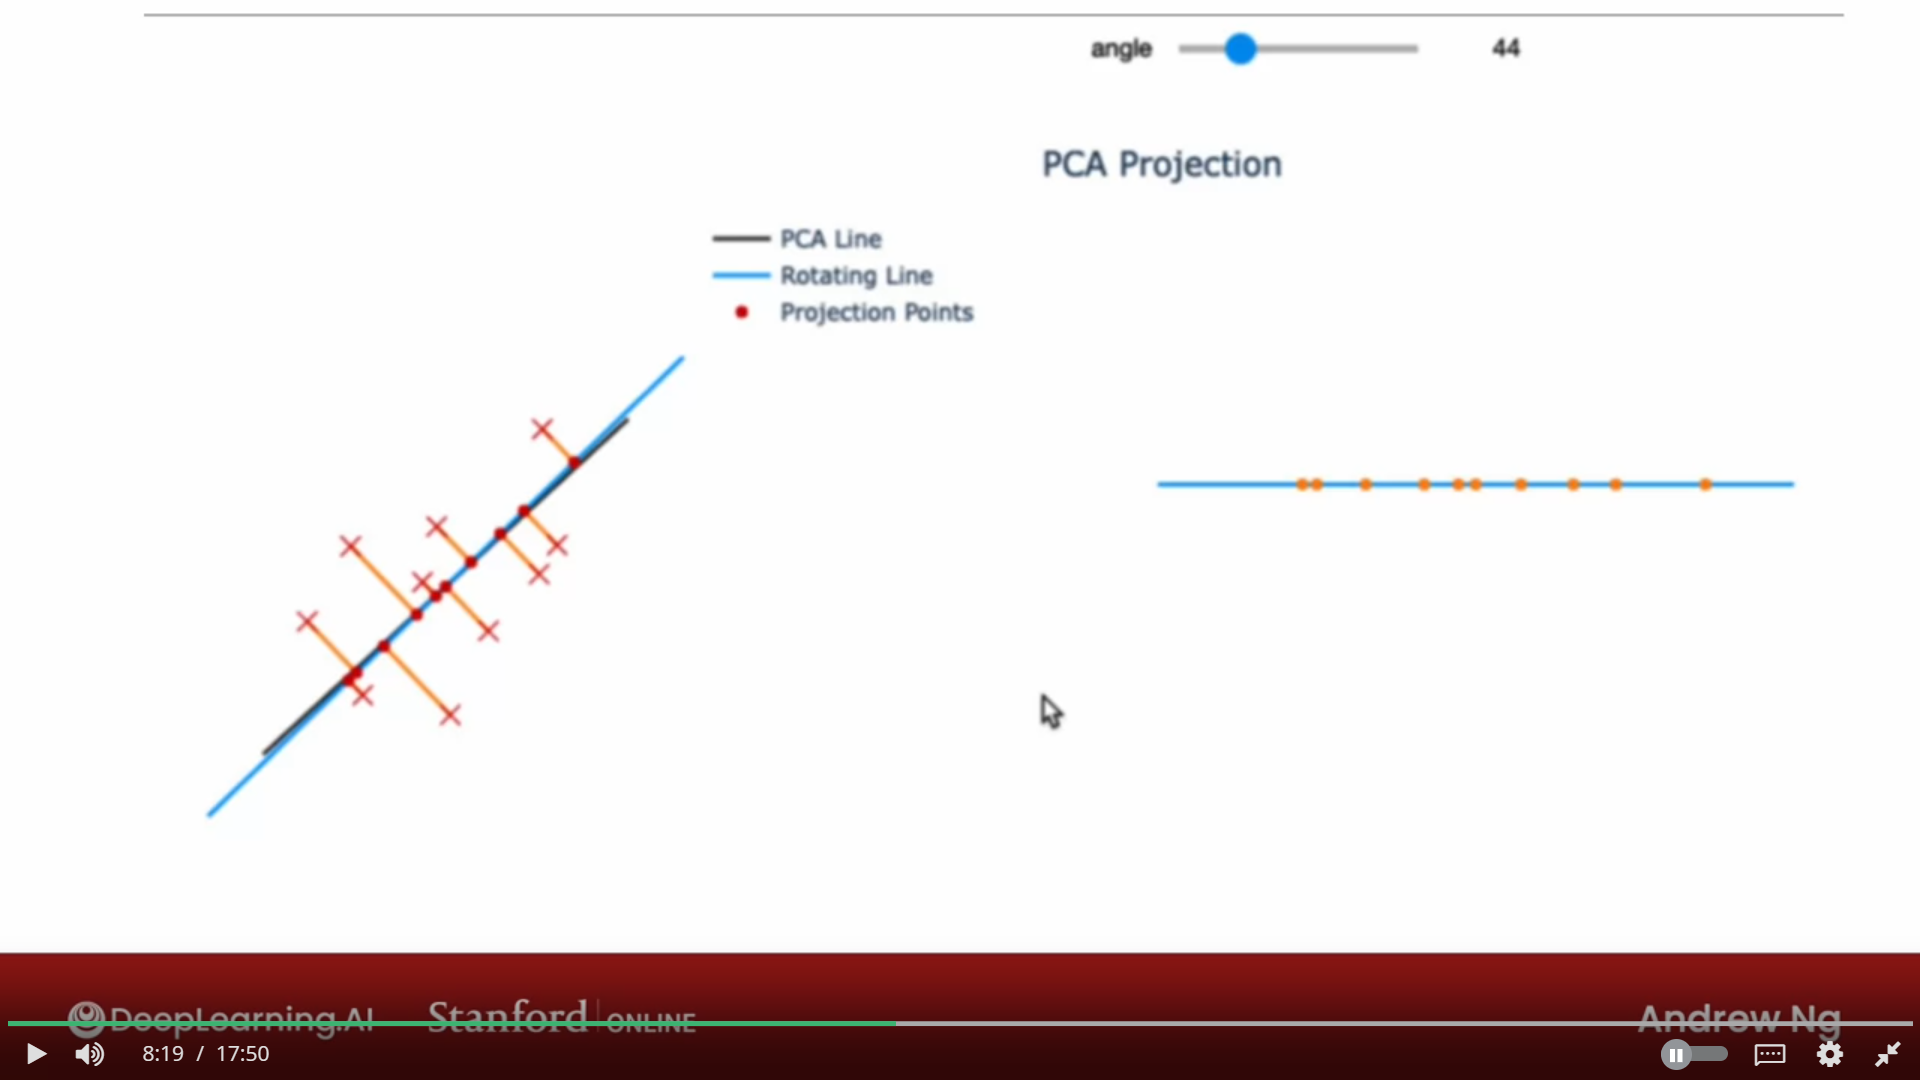 angle 44
PCA Projection
PCA Line
Rotating Line
Projection Points
DeepLearning.AI Stanford ONLINE Andrew Ng
8:19 / 17:50